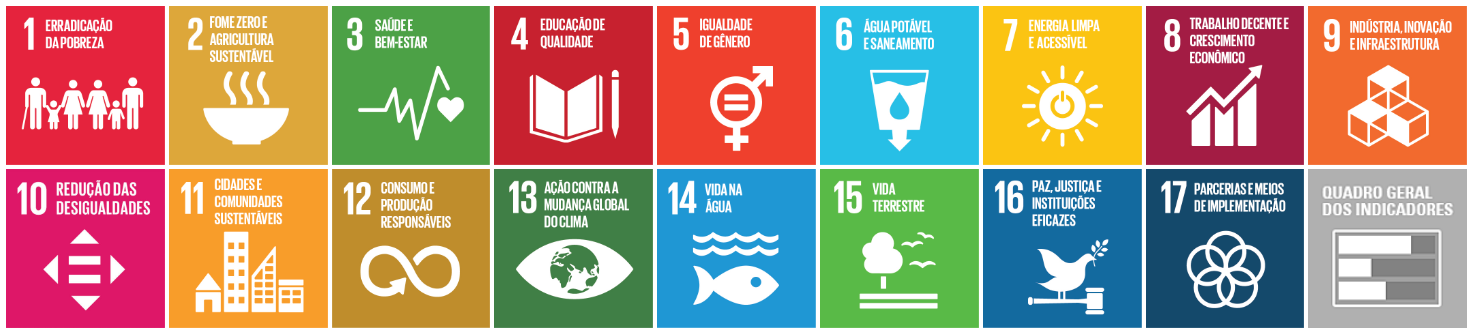 1 ERRADICAÇÃO
DA POBREZA
2 FOME ZERO E
AGRICULTURA
SUSTENTÁVEL
3 SAÚDE E
BEM-ESTAR
4 EDUCAÇÃO DE
QUALIDADE
5 IGUALDADE
DE GÊNERO
6 ÁGUA POTÁVEL
E SANEAMENTO
7 ENERGIA LIMPA
E ACESSÍVEL
8 TRABALHO DECENTE E
CRESCIMENTO
ECONÔMICO
9 INDÚSTRIA, INOVAÇÃO
E INFRAESTRUTURA
10 REDUÇÃO DAS
DESIGUALDADES
11 CIDADES E
COMUNIDADES
SUSTENTÁVEIS
12 CONSUMO E
PRODUÇÃO
RESPONSÁVEIS
13 AÇÃO CONTRA A
MUDANÇA GLOBAL
DO CLIMA
14 VIDA NA
ÁGUA
15 VIDA
TERRESTRE
16 PAZ, JUSTIÇA E
INSTITUIÇÕES
EFICAZES
17 PARCERIAS E MEIOS
DE IMPLEMENTAÇÃO
QUADRO GERAL
DOS INDICADORES